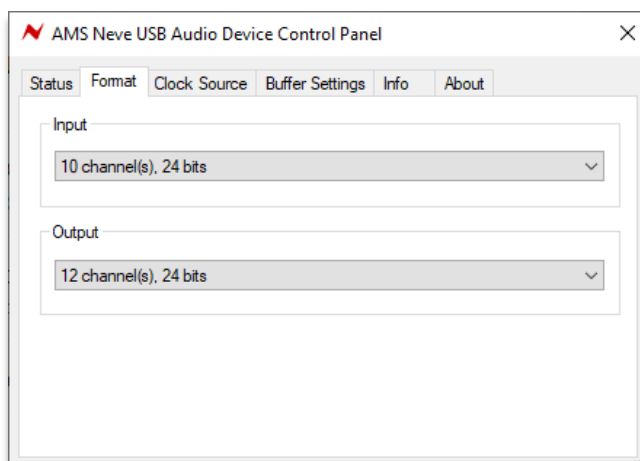 AMS Neve USB Audio Device Control Panel
Status Format Clock Source Buffer Settings Info About
Input
10 channel(s), 24 bits
Output
12 channel(s), 24 bits